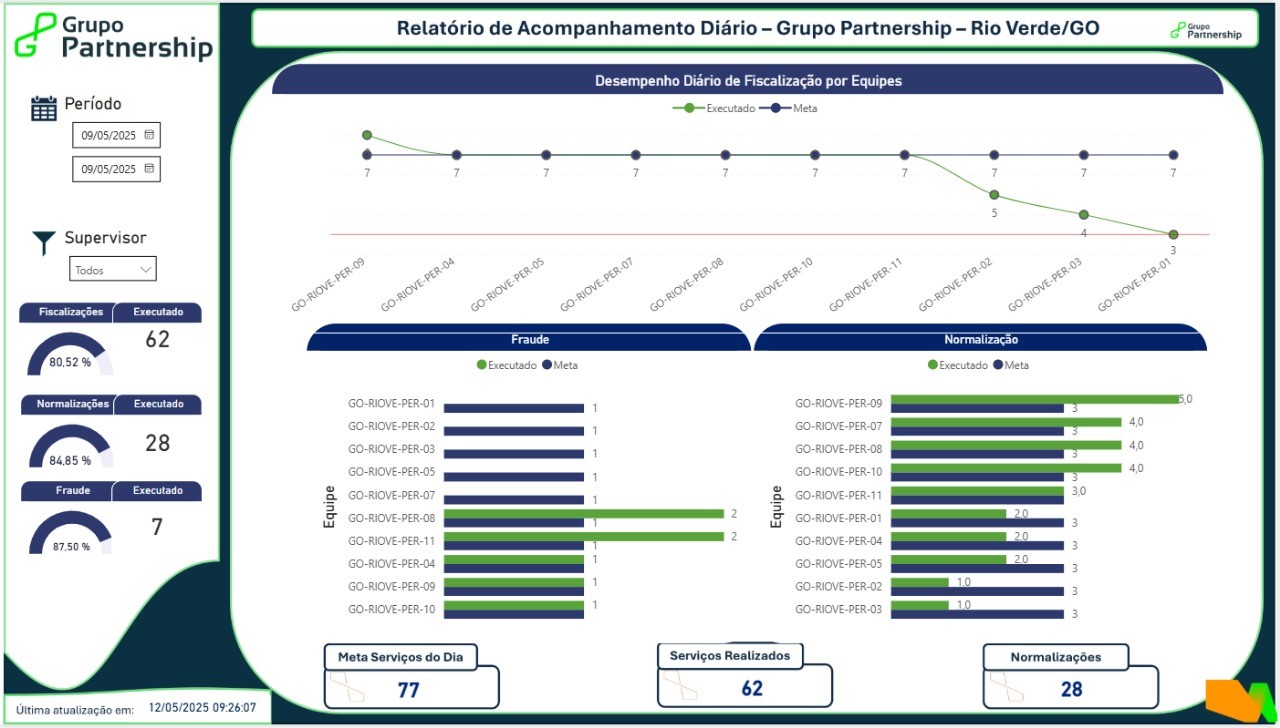 Grupo
Partnership
Relatório de Acompanhamento Diário – Grupo Partnership – Rio Verde/GO
Grupo
Partnership
Período
09/05/2025
09/05/2025
Supervisor
Todos
Fiscalizações Executado
80,52 %
62
Normalizações Executado
84,85 %
28
Fraude Executado
87,50 %
7
Última atualização em: 12/05/2025 09:26:07
Desempenho Diário de Fiscalização por Equipes
Executado Meta
7 7 7 7 7 7 7 7 7 7
5
4
3
GO-RIOVE-PER-09
GO-RIOVE-PER-04
GO-RIOVE-PER-05
GO-RIOVE-PER-07
GO-RIOVE-PER-08
GO-RIOVE-PER-10
GO-RIOVE-PER-11
GO-RIOVE-PER-02
GO-RIOVE-PER-03
GO-RIOVE-PER-01
Fraude
Executado Meta
Equipe
GO-RIOVE-PER-01 1
GO-RIOVE-PER-02 1
GO-RIOVE-PER-03 1
GO-RIOVE-PER-05 1
GO-RIOVE-PER-07 1
GO-RIOVE-PER-08 2
1
GO-RIOVE-PER-11 2
1
GO-RIOVE-PER-04 1
GO-RIOVE-PER-09 1
GO-RIOVE-PER-10 1
Normalização
Executado Meta
Equipe
GO-RIOVE-PER-09 5,0
3
GO-RIOVE-PER-07 4,0
3
GO-RIOVE-PER-08 4,0
3
GO-RIOVE-PER-10 4,0
3
GO-RIOVE-PER-11 3,0
GO-RIOVE-PER-01 2,0
3
GO-RIOVE-PER-04 2,0
3
GO-RIOVE-PER-05 2,0
3
GO-RIOVE-PER-02 1,0
3
GO-RIOVE-PER-03 1,0
3
Meta Serviços do Dia
77
Serviços Realizados
62
Normalizações
28